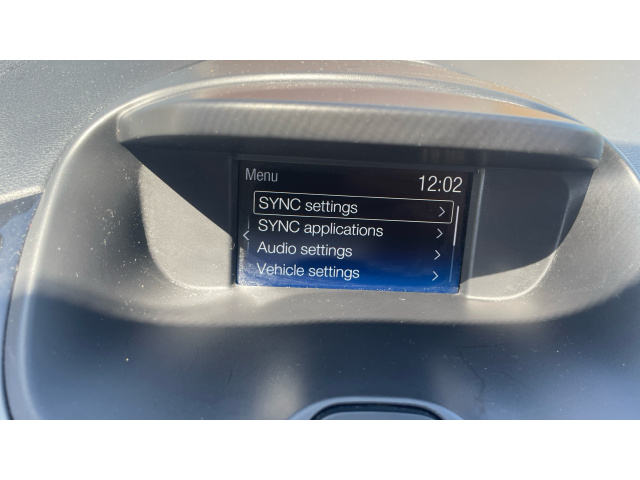 Menu 12:02
SYNC settings
SYNC applications
Audio settings
Vehicle settings